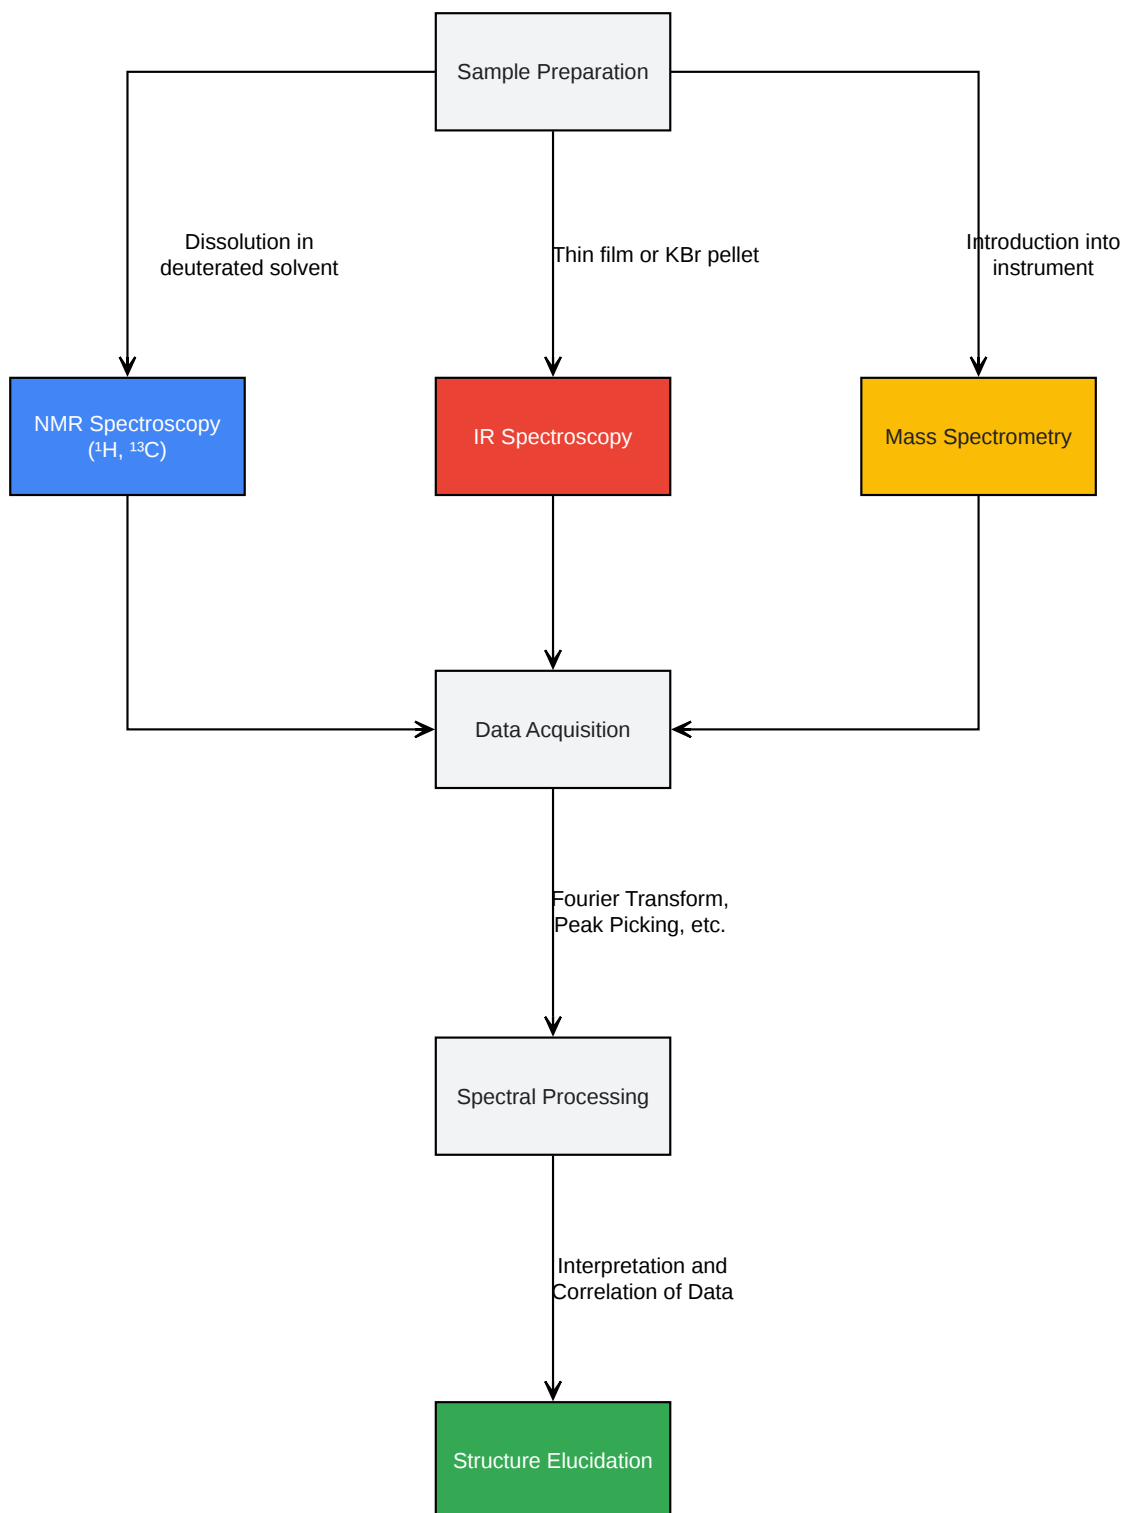 Sample Preparation
Dissolution in
deuterated solvent
Thin film or KBr pellet
Introduction into
instrument
NMR Spectroscopy
(¹H, ¹³C)
IR Spectroscopy
Mass Spectrometry
Data Acquisition
Fourier Transform,
Peak Picking, etc.
Spectral Processing
Interpretation and
Correlation of Data
Structure Elucidation